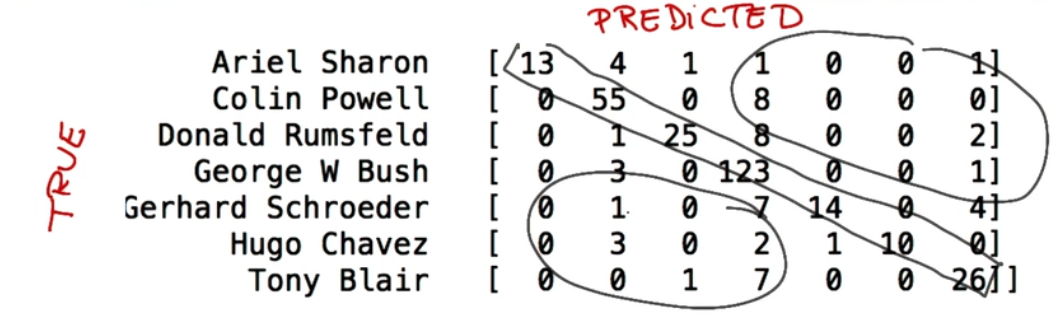 PREDICTED
TRUE
Ariel Sharon [ 13 4 1 1 0 0 1]
Colin Powell [ 0 55 0 8 0 0 0]
Donald Rumsfeld [ 0 1 25 8 0 0 2]
George W Bush [ 0 3 0 123 0 0 1]
Gerhard Schroeder [ 0 1 0 7 14 0 4]
Hugo Chavez [ 0 3 0 2 1 10 0]
Tony Blair [ 0 0 1 7 0 0 26]]